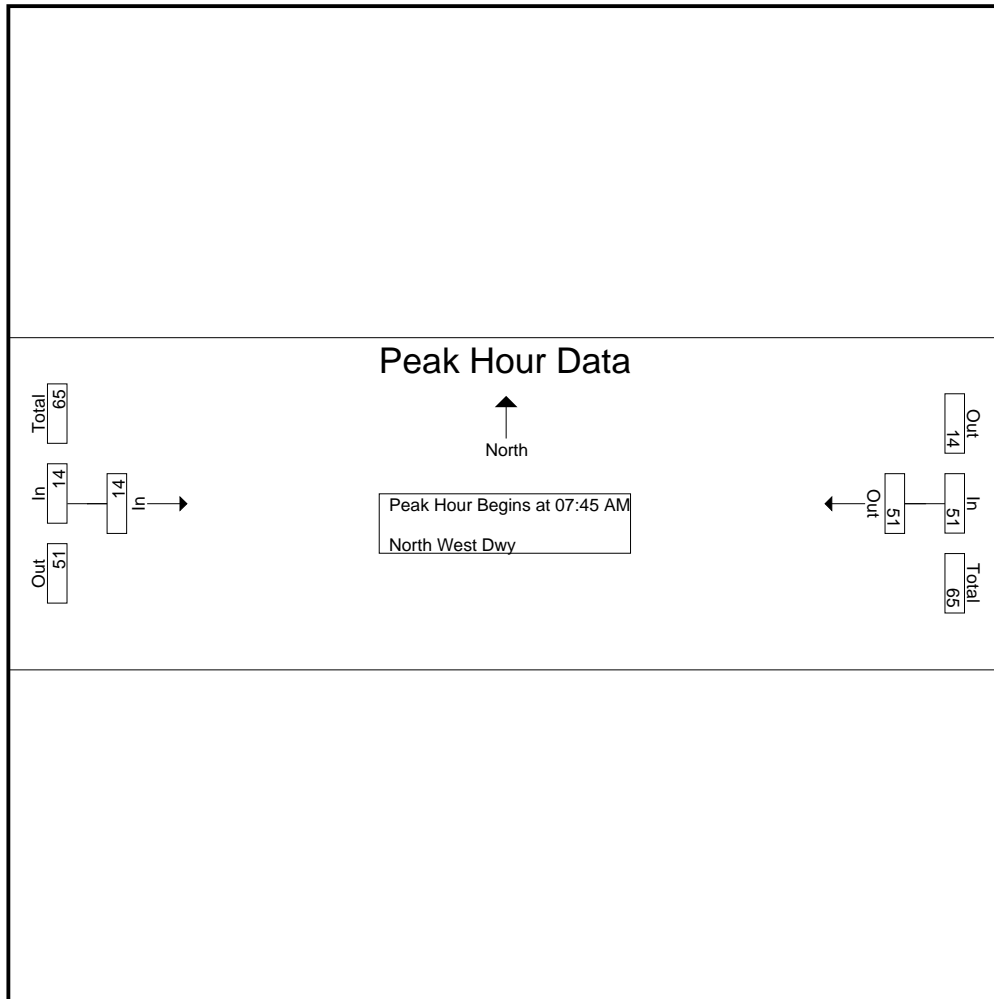 Peak Hour Data
North
Peak Hour Begins at 07:45 AM
North West Dwy
Total
65
In
14
Out
51
14
In
Out
14
In
51
Total
65
51
Out